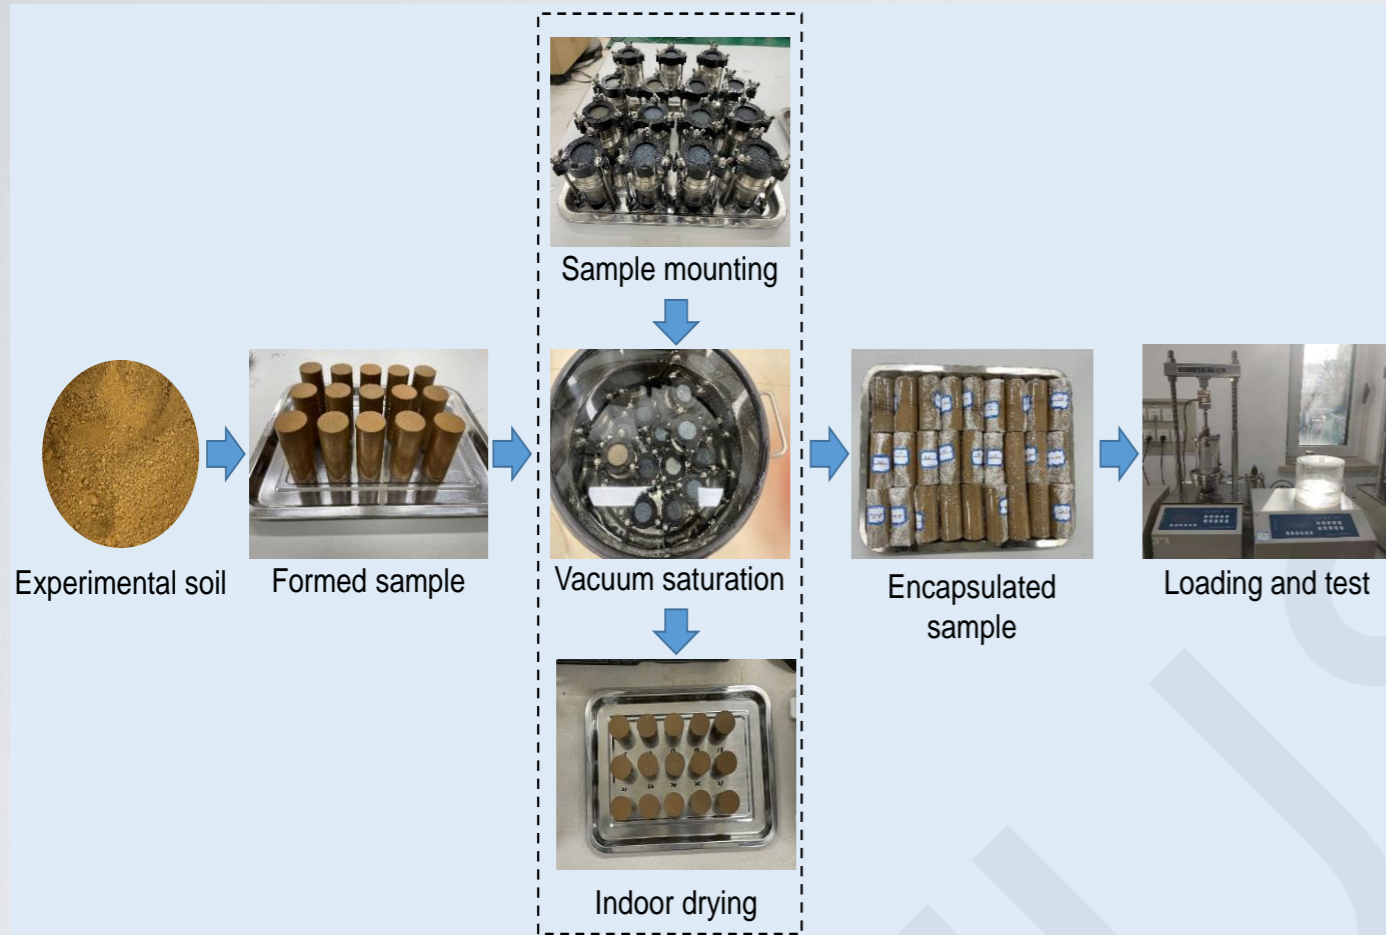 Sample mounting
Experimental soil
Formed sample
Vacuum saturation
Encapsulated
sample
Loading and test
Indoor drying